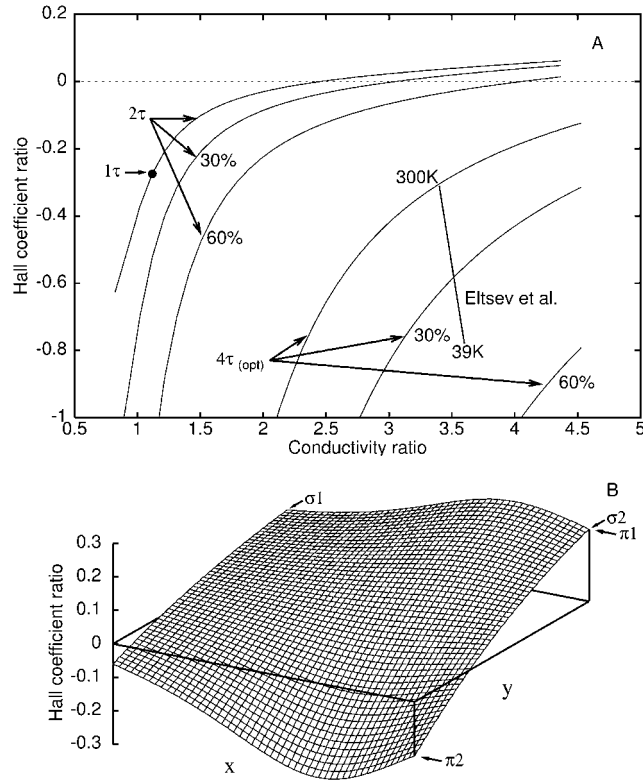 A
0.2
0
-0.2
-0.4
-0.6
-0.8
-1
Hall coefficient ratio
2τ
1τ
30%
60%
300K
Eltsev et al.
39K
4τ (opt)
30%
60%
0.5
1
1.5
2
2.5
3
3.5
4
4.5
5
Conductivity ratio
B
σ1
σ2
π1
0.3
0.2
0.1
0
-0.1
-0.2
-0.3
Hall coefficient ratio
y
x
π2